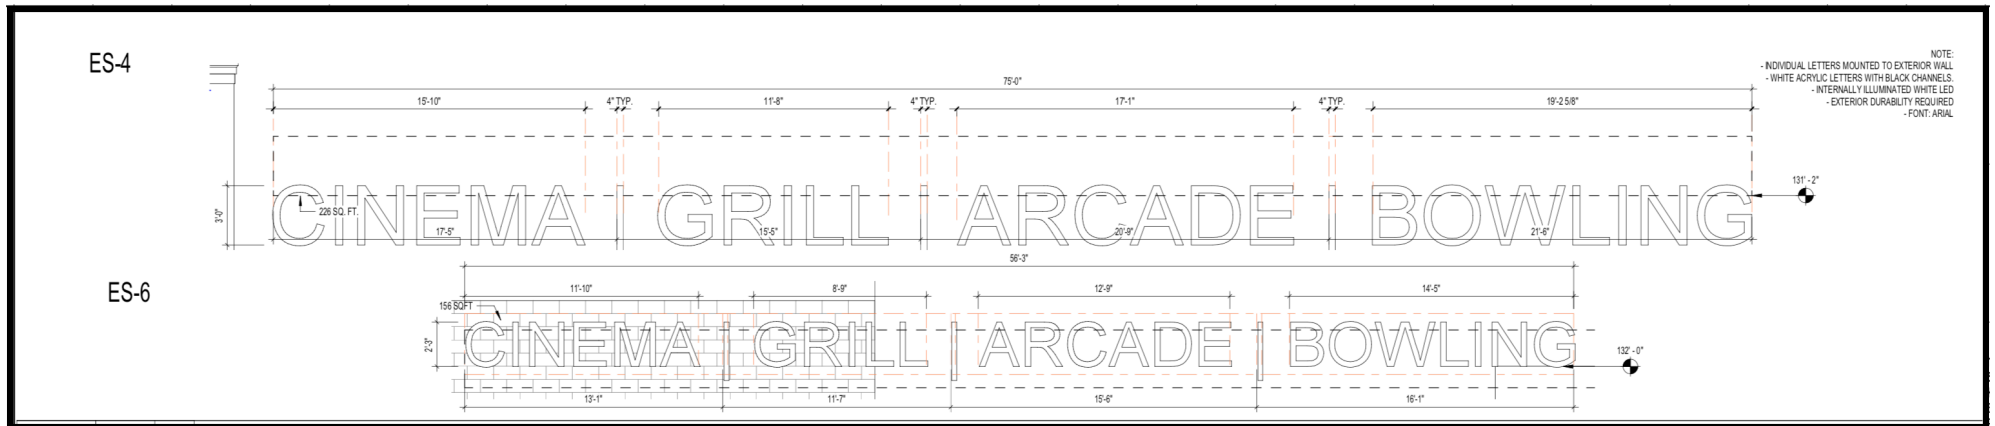 ES-4
NOTE:
- INDIVIDUAL LETTERS MOUNTED TO EXTERIOR WALL
- WHITE ACRYLIC LETTERS WITH BLACK CHANNELS.
- INTERNALLY ILLUMINATED WHITE LED
- EXTERIOR DURABILITY REQUIRED
- FONT: ARIAL
75'-0"
15'-10" 4" TYP. 11'-8" 4" TYP. 17'-1" 4" TYP. 19'-2 5/8"
131' - 2"
3'-0"
CINEMA | GRILL | ARCADE | BOWLING
226 SQ. FT.
17'-5" 15'-5" 20'-9" 21'-6"
56'-3"
ES-6
11'-10" 8'-9" 12'-9" 14'-5"
156 SQFT
2'-3"
CINEMA | GRILL | ARCADE | BOWLING
132' - 0"
13'-1" 11'-7" 15'-6" 16'-1"